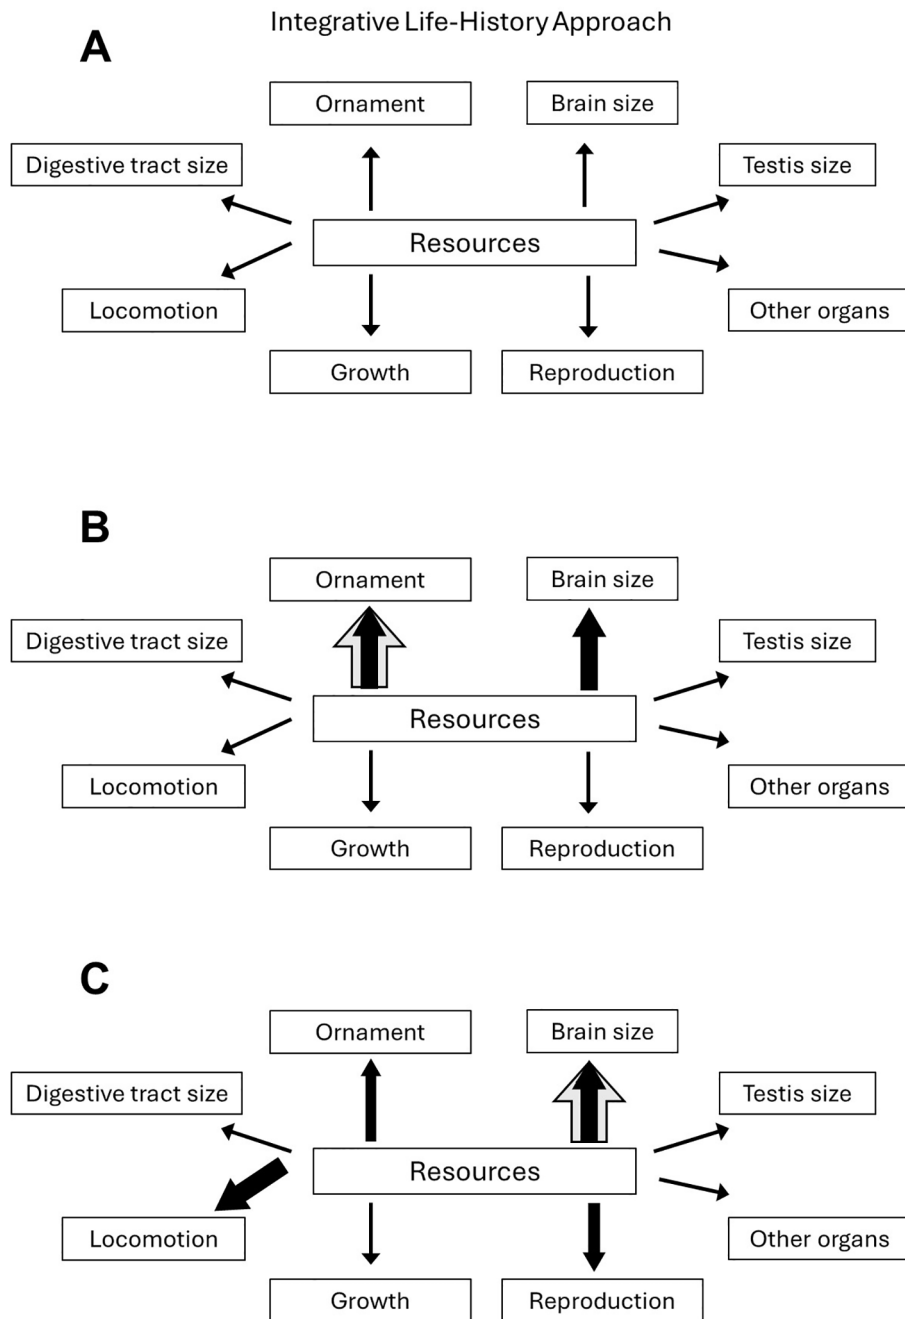 Integrative Life-History Approach
A
Ornament
Brain size
Digestive tract size
Testis size
Resources
Locomotion
Other organs
Growth
Reproduction
B
Ornament
Brain size
Digestive tract size
Testis size
Resources
Locomotion
Other organs
Growth
Reproduction
C
Ornament
Brain size
Digestive tract size
Testis size
Resources
Locomotion
Other organs
Growth
Reproduction